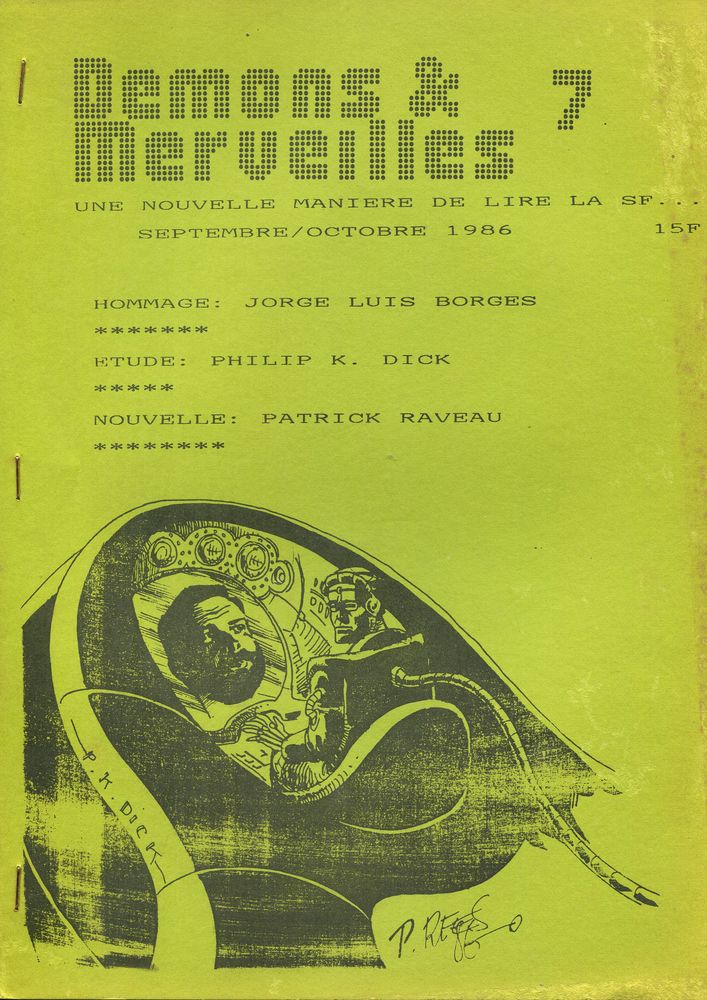 Demons & 7
Merveilles
UNE NOUVELLE MANIERE DE LIRE LA SF...
SEPTEMBRE/OCTOBRE 1986 15F
HOMMAGE: JORGE LUIS BORGES
*******
ETUDE: PHILIP K. DICK
*****
NOUVELLE: PATRICK RAVEAU
********
P. K. DICK